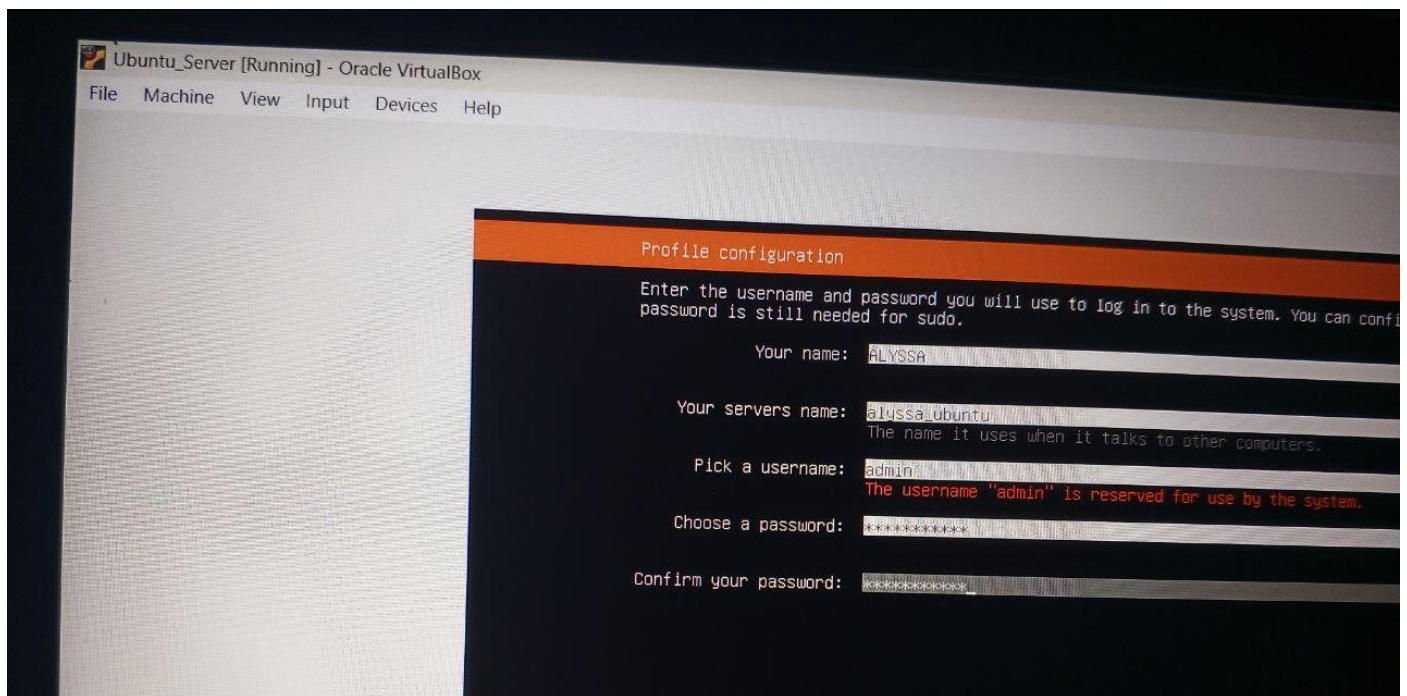 Ubuntu_Server [Running] - Oracle VirtualBox
File Machine View Input Devices Help
Profile configuration
Enter the username and password you will use to log in to the system. You can confi
password is still needed for sudo.
Your name: ALYSSA
Your servers name: alyssa_ubuntu
The name it uses when it talks to other computers.
Pick a username: admin
The username "admin" is reserved for use by the system.
Choose a password: ***********
Confirm your password: ***********_